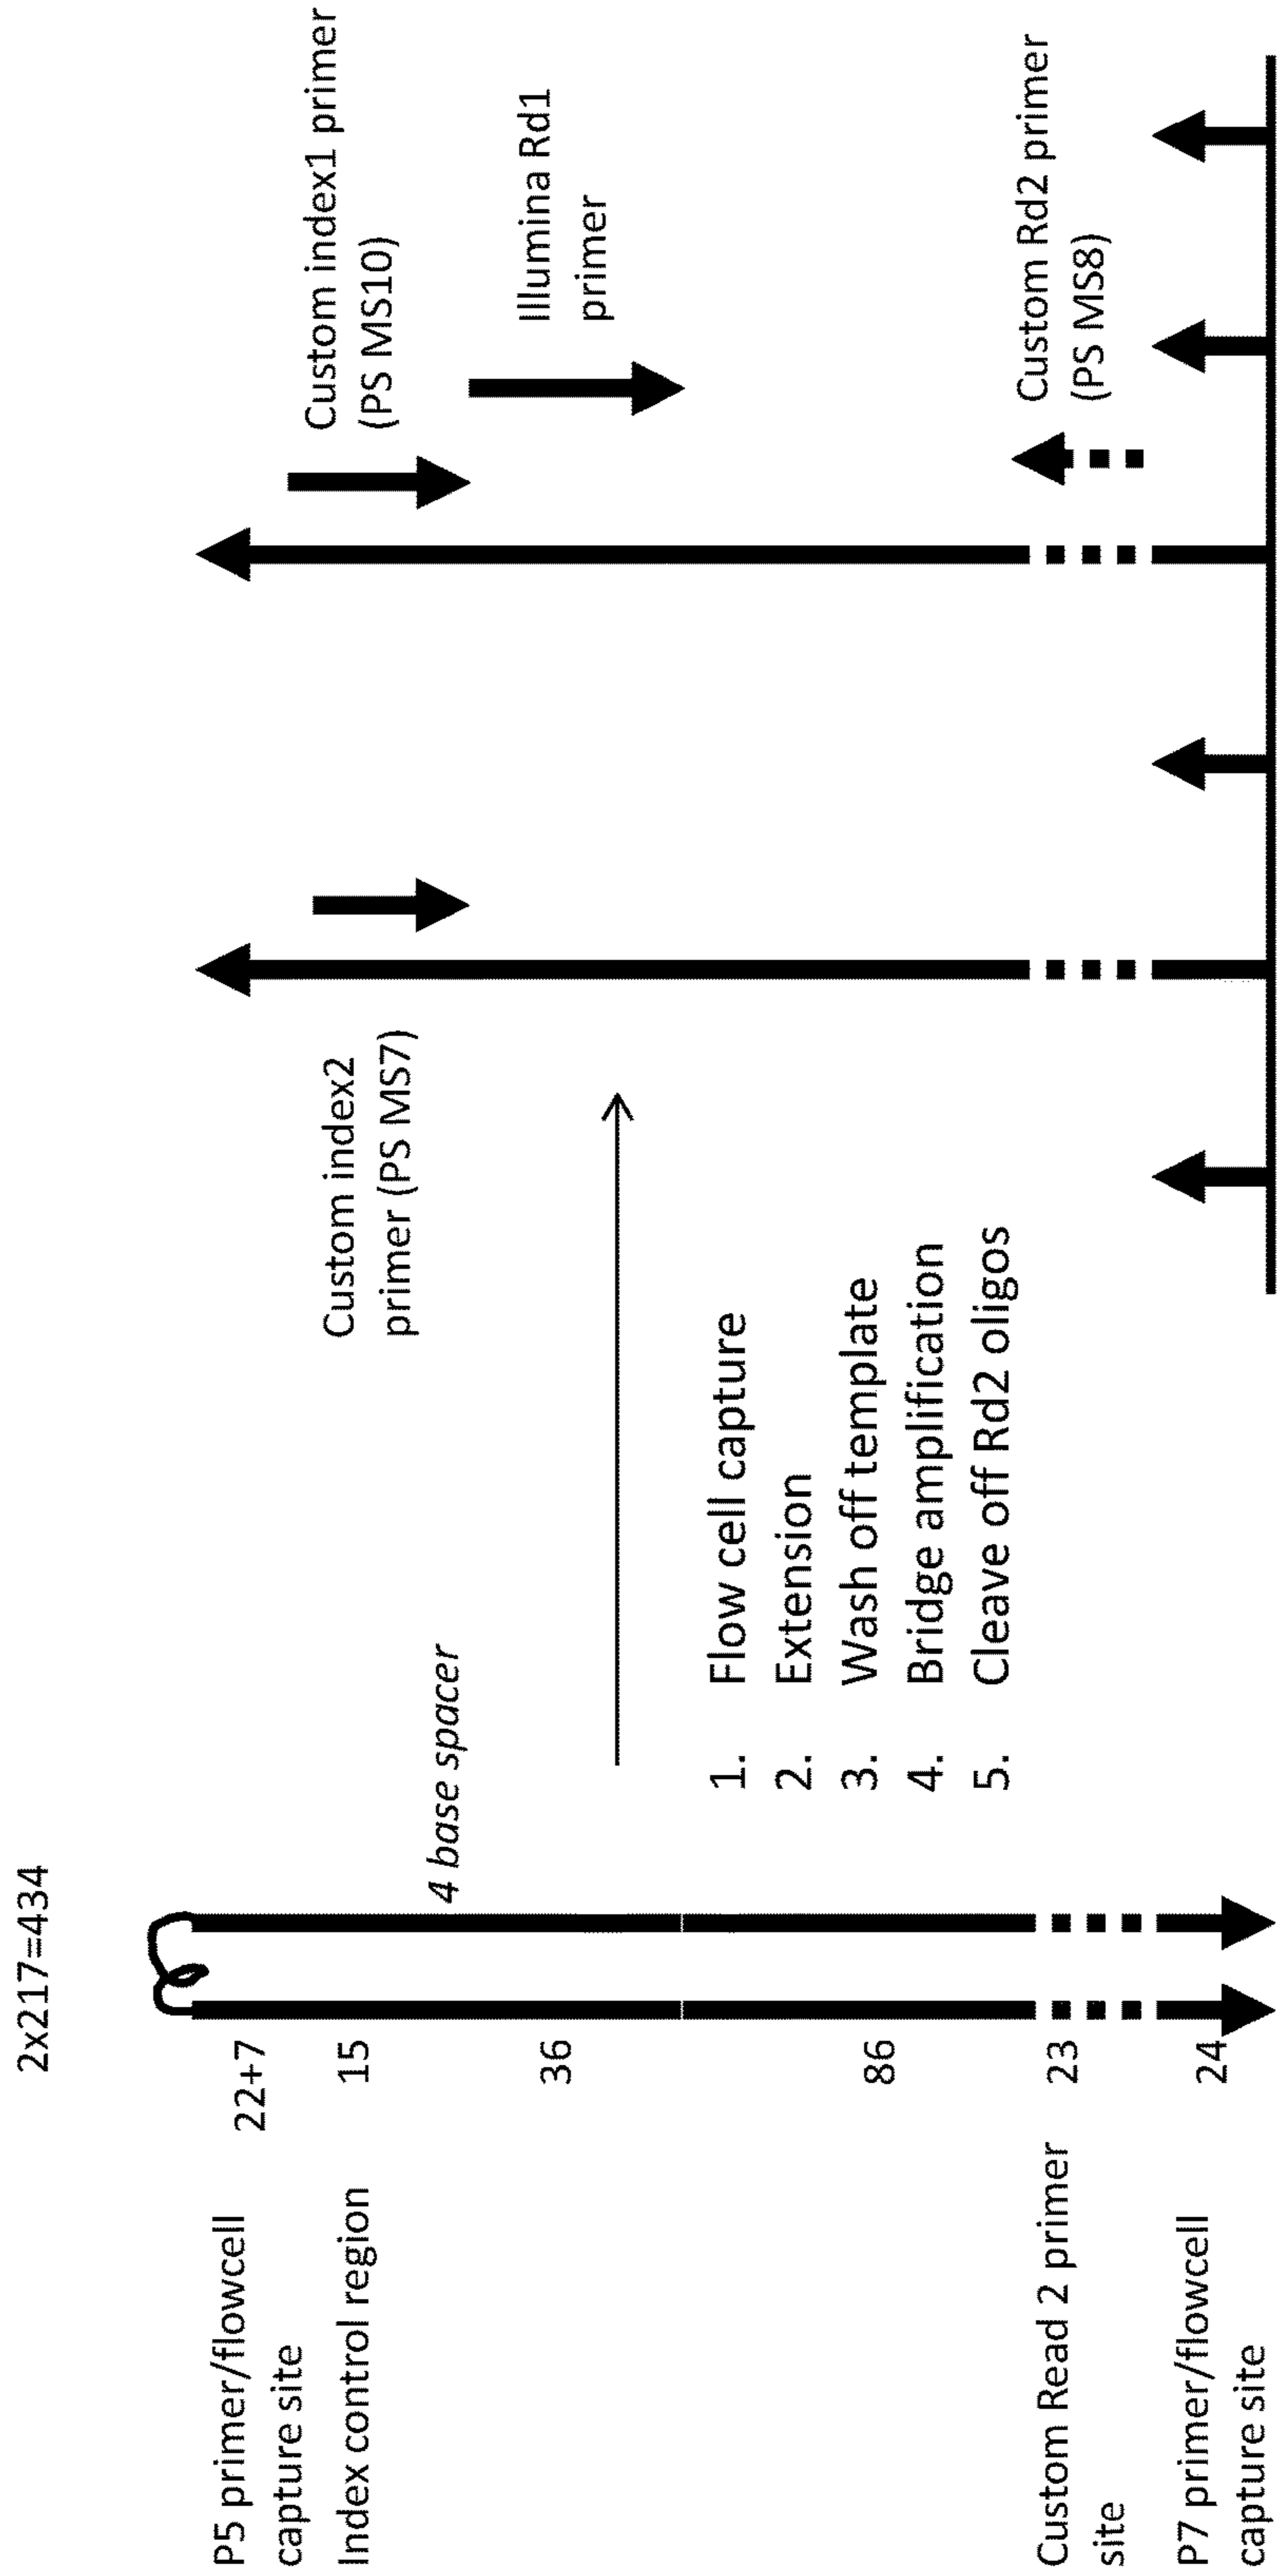 2x217=434
P5 primer/flowcell
capture site
22+7
Index control region
15
4 base spacer
36
86
Custom Read 2 primer
site
23
P7 primer/flowcell
capture site
24
1. Flow cell capture
2. Extension
3. Wash off template
4. Bridge amplification
5. Cleave off Rd2 oligos
Custom index2
primer (PS MS7)
Custom index1 primer
(PS MS10)
Illumina Rd1
primer
Custom Rd2 primer
(PS MS8)